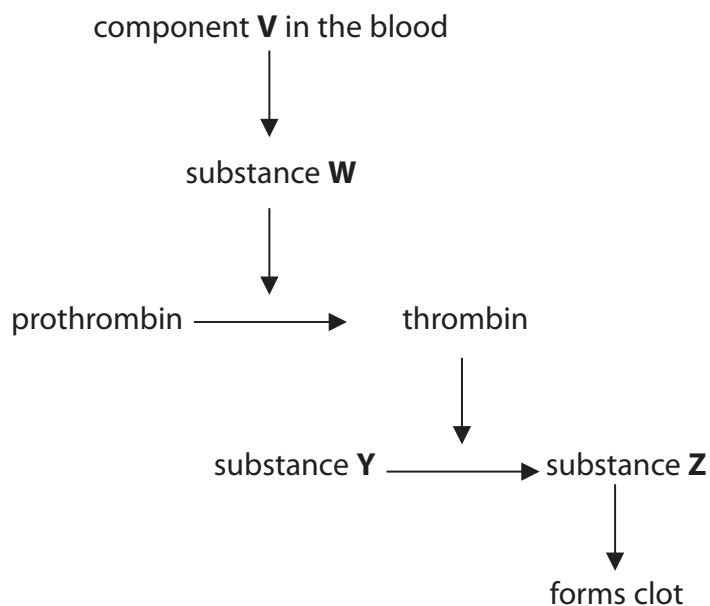 component V in the blood
substance W
prothrombin thrombin
substance Y substance Z
forms clot